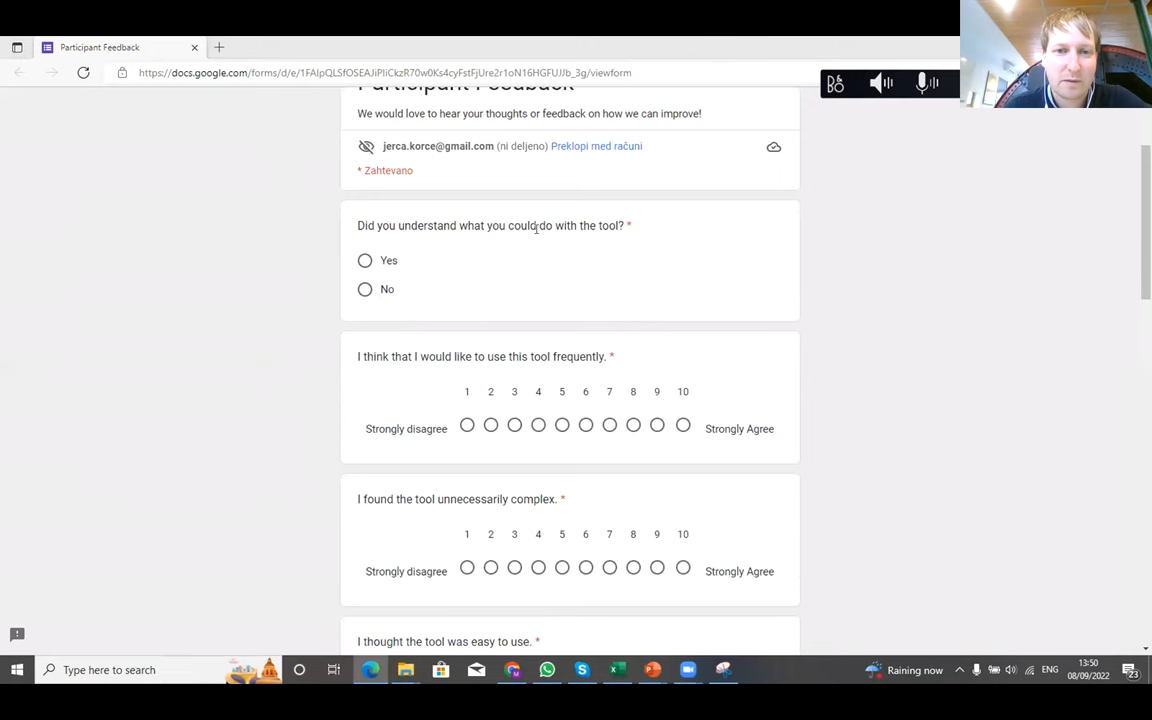 Participant Feedback
https://docs.google.com/forms/d/e/1FAIpQLSfOSEAJiPIiCkzR70w0Ks4cyFstFjUre2r1oN16HGFUJJb_3g/viewform
Participant Feedback
We would love to hear your thoughts or feedback on how we can improve!
jerca.korce@gmail.com (ni deljeno) Preklopi med računi
* Zahtevano
Did you understand what you could do with the tool? *
Yes
No
I think that I would like to use this tool frequently. *
1 2 3 4 5 6 7 8 9 10
Strongly disagree Strongly Agree
I found the tool unnecessarily complex. *
1 2 3 4 5 6 7 8 9 10
Strongly disagree Strongly Agree
I thought the tool was easy to use. *
Type here to search
Raining now
ENG
13:50
08/09/2022
23